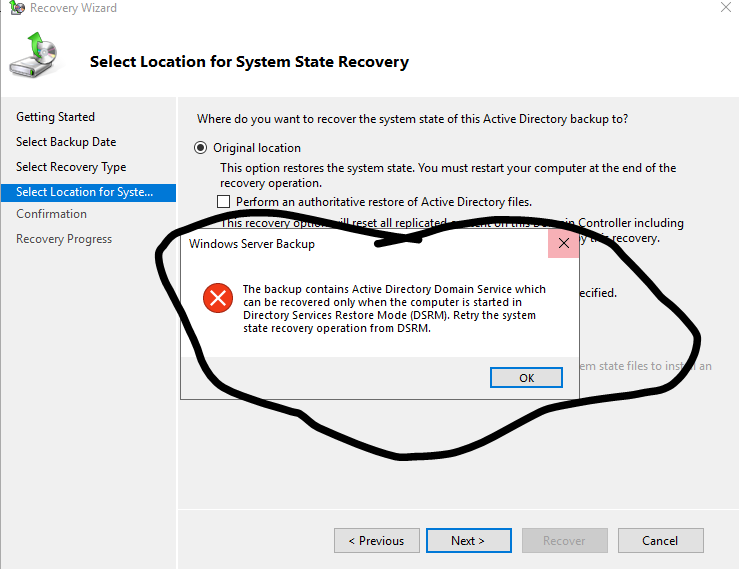 Recovery Wizard
Select Location for System State Recovery
Getting Started
Select Backup Date
Select Recovery Type
Select Location for Syste...
Confirmation
Recovery Progress
Where do you want to recover the system state of this Active Directory backup to?
Original location
This option restores the system state. You must restart your computer at the end of the
recovery operation.
Perform an authoritative restore of Active Directory files.
This recovery option will reset all replicated content on this Domain Controller including
by this recovery.
Windows Server Backup
The backup contains Active Directory Domain Service which
can be recovered only when the computer is started in
Directory Services Restore Mode (DSRM). Retry the system
state recovery operation from DSRM.
OK
ecified.
em state files to install an
< Previous
Next >
Recover
Cancel